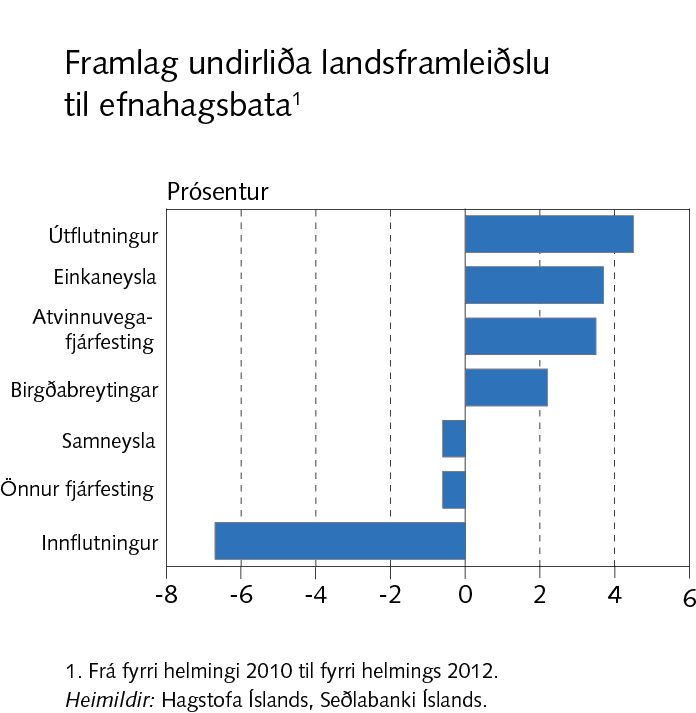 Framlag undirliða landsframleiðslu
til efnahagsbata¹
Prósentur
Útflutningur
Einkaneysla
Atvinnuvega-
fjárfesting
Birgðabreytingar
Samneysla
Önnur fjárfesting
Innflutningur
-8 -6 -4 -2 0 2 4 6
1. Frá fyrri helmingi 2010 til fyrri helmings 2012.
Heimildir: Hagstofa Íslands, Seðlabanki Íslands.